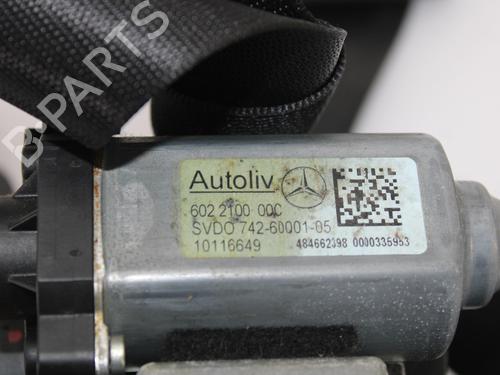 B-PARTS
Autoliv
602 2100 00C
SVDO 742-60001-05
10116649
484662398 0000335953